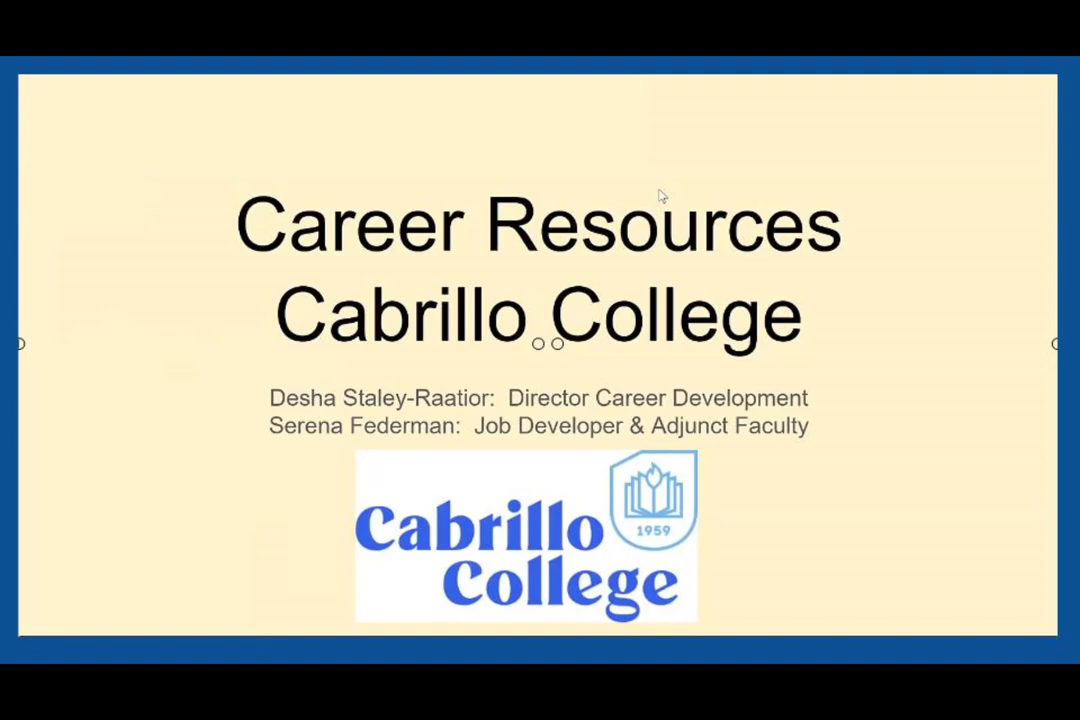 Career Resources
Cabrillo College
Desha Staley-Raatior:  Director Career Development
Serena Federman:  Job Developer & Adjunct Faculty
1959
Cabrillo
College